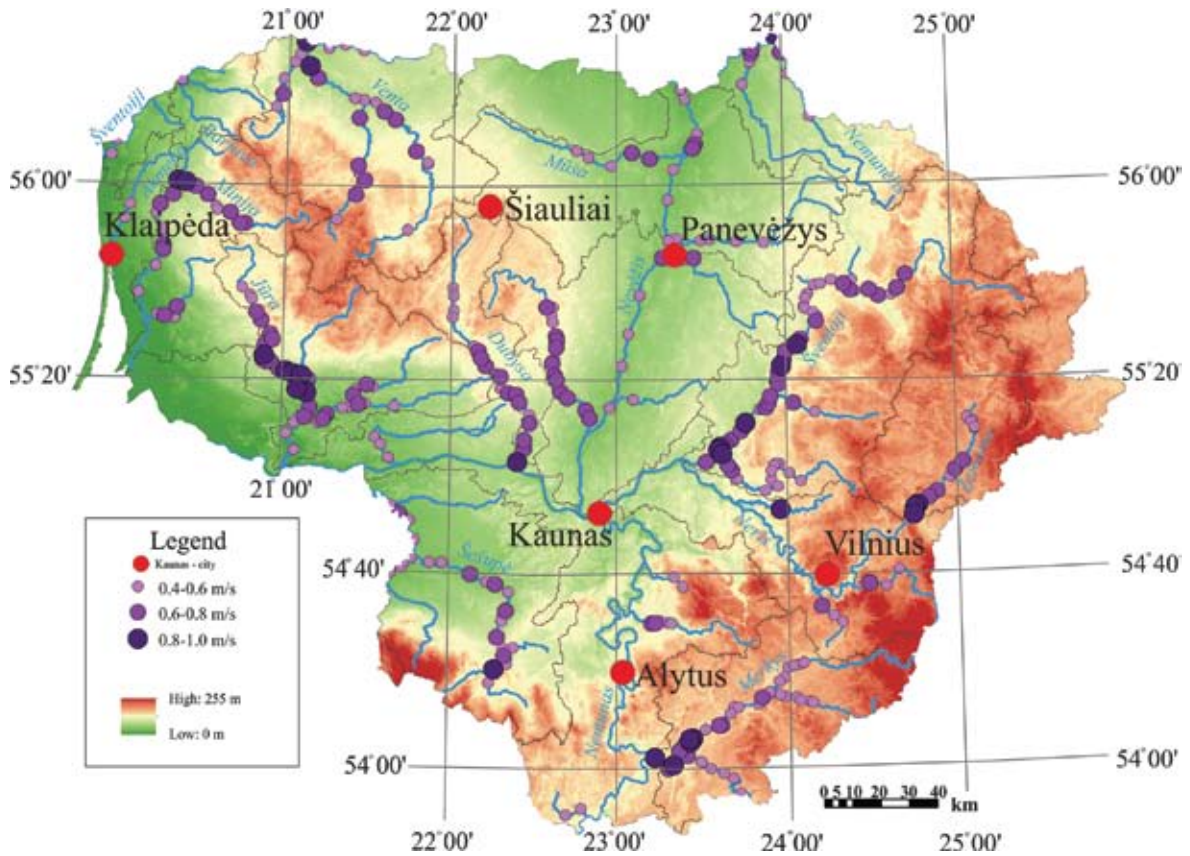 21°00' 22°00' 23°00' 24°00' 25°00'
Venta
Šventoji
Bartuva
Nemunėlis
Mūša
56°00' 56°00'
Minija
Klaipėda Šiauliai Panevėžys
Nevėžis
Jūra
Šventoji
Dubysa
55°20' 55°20'
21°00'
Kaunas
Neris
Vilnius
Legend
Kaunas - city
0.4-0.6 m/s
0.6-0.8 m/s
0.8-1.0 m/s
Šešupė
54°40' 54°40'
Alytus
Merkys
High: 255 m
Low: 0 m
Nemunas
54°00' 54°00'
0 5 10 20 30 40
km
22°00' 23°00' 24°00' 25°00'